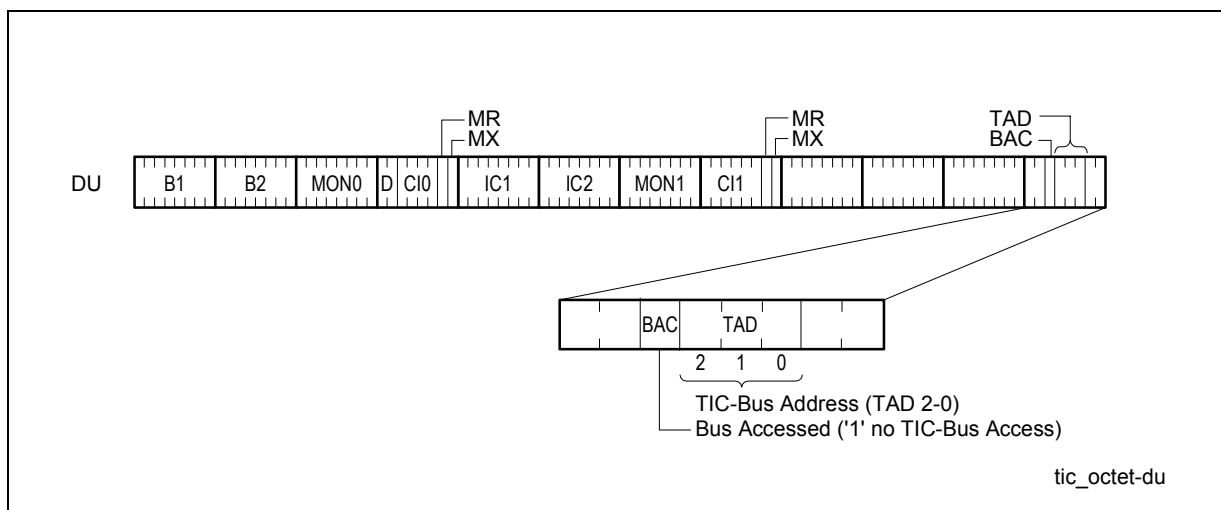 MR MR TAD
MX MX BAC
DU B1 B2 MON0 D CI0 IC1 IC2 MON1 CI1
BAC TAD
2 1 0
TIC-Bus Address (TAD 2-0)
Bus Accessed ('1' no TIC-Bus Access)
tic_octet-du